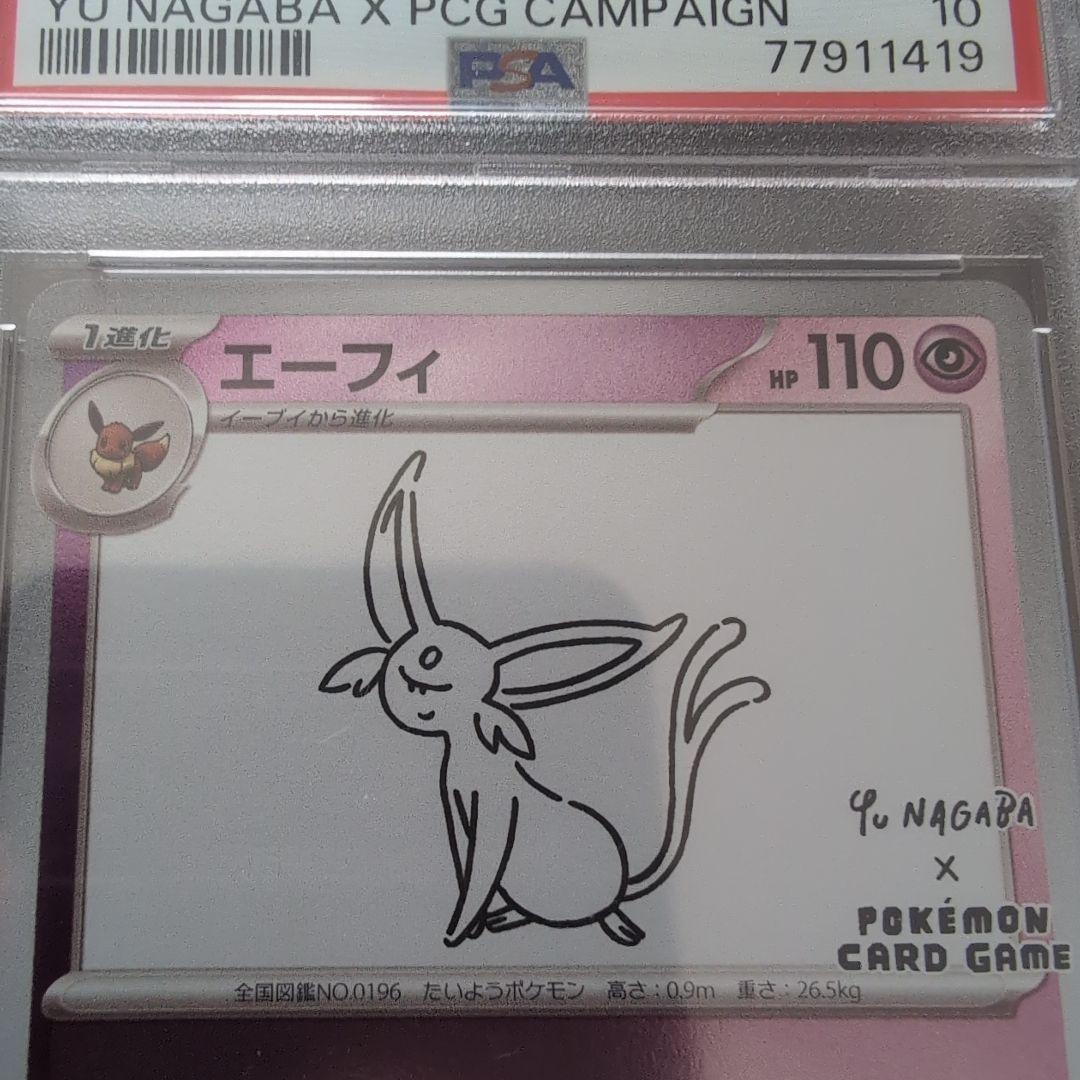 YU NAGABA X PCG CAMPAIGN 10
PSA 77911419
1進化
エーフィ HP 110
イーブイから進化
Yu NAGABA
×
POKÉMON
CARD GAME
全国図鑑NO.0196 たいようポケモン 高さ:0.9m 重さ:26.5kg